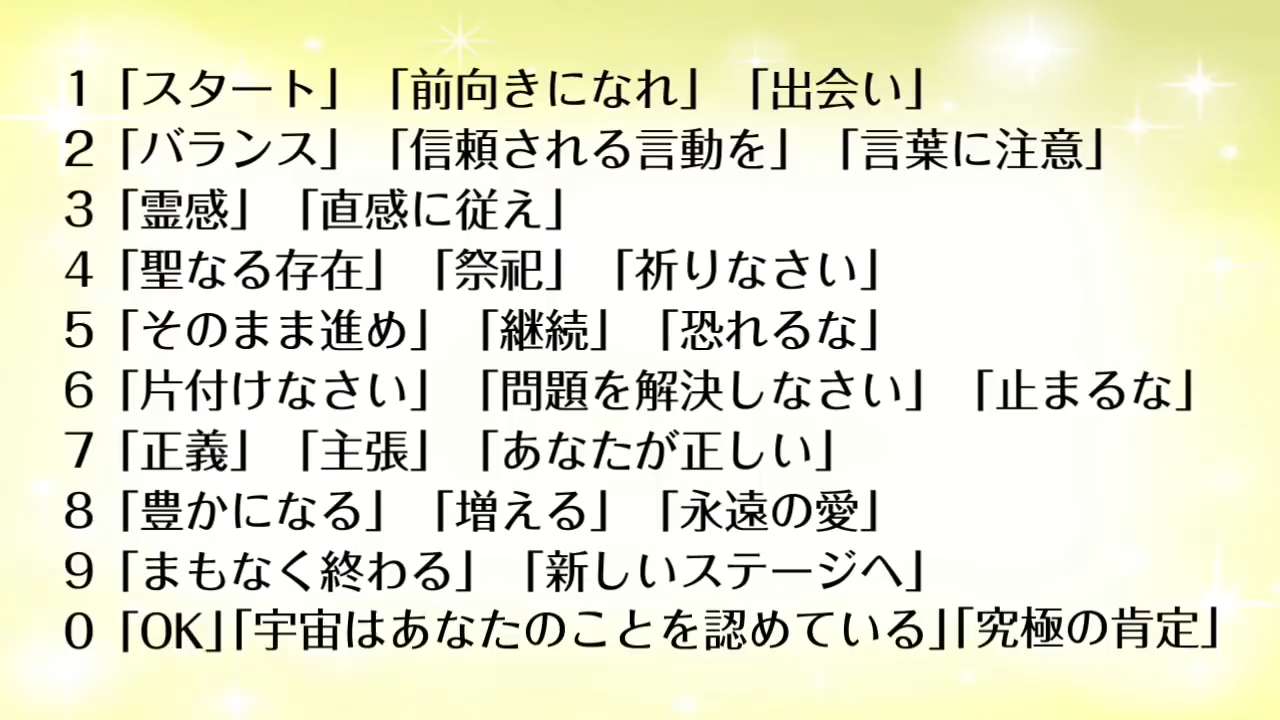 1「スタート」「前向きになれ」「出会い」
2「バランス」「信頼される言動を」「言葉に注意」
3「霊感」「直感に従え」
4「聖なる存在」「祭祀」「祈りなさい」
5「そのまま進め」「継続」「恐れるな」
6「片付けなさい」「問題を解決しなさい」「止まるな」
7「正義」「主張」「あなたが正しい」
8「豊かになる」「増える」「永遠の愛」
9「まもなく終わる」「新しいステージへ」
0「OK」「宇宙はあなたのことを認めている」「究極の肯定」